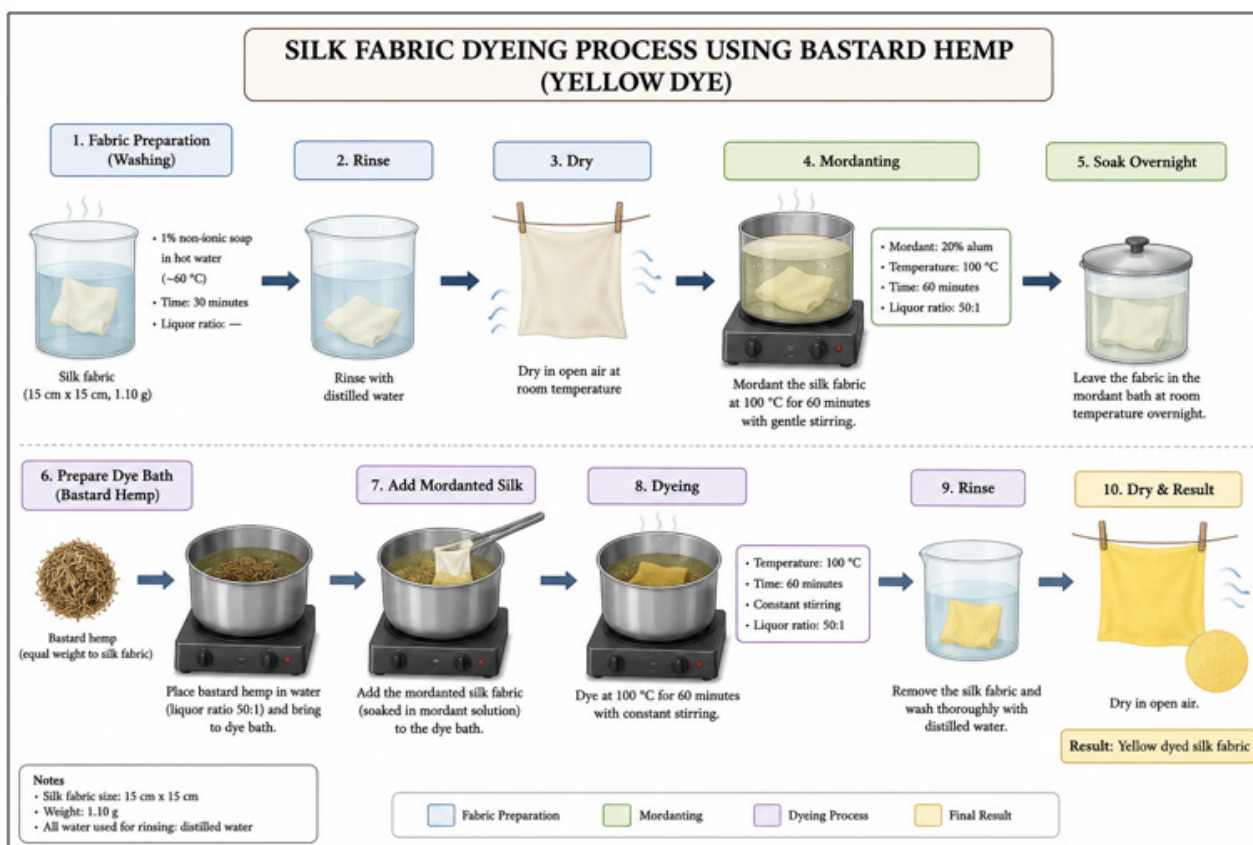 SILK FABRIC DYEING PROCESS USING BASTARD HEMP
(YELLOW DYE)
1. Fabric Preparation
(Washing)
• 1% non-ionic soap
in hot water
(~60 °C)
• Time: 30 minutes
• Liquor ratio: —
Silk fabric
(15 cm x 15 cm, 1.10 g)
2. Rinse
Rinse with
distilled water
3. Dry
Dry in open air at
room temperature
4. Mordanting
• Mordant: 20% alum
• Temperature: 100 °C
• Time: 60 minutes
• Liquor ratio: 50:1
Mordant the silk fabric
at 100 °C for 60 minutes
with gentle stirring.
5. Soak Overnight
Leave the fabric in the
mordant bath at room
temperature overnight.
6. Prepare Dye Bath
(Bastard Hemp)
Bastard hemp
(equal weight to silk fabric)
Place bastard hemp in water
(liquor ratio 50:1) and bring
to dye bath.
7. Add Mordanted Silk
Add the mordanted silk fabric
(soaked in mordant solution)
to the dye bath.
8. Dyeing
• Temperature: 100 °C
• Time: 60 minutes
• Constant stirring
• Liquor ratio: 50:1
Dye at 100 °C for 60 minutes
with constant stirring.
9. Rinse
Remove the silk fabric and
wash thoroughly with
distilled water.
10. Dry & Result
Dry in open air.
Result: Yellow dyed silk fabric
Notes
• Silk fabric size: 15 cm x 15 cm
• Weight: 1.10 g
• All water used for rinsing: distilled water
Fabric Preparation
Mordanting
Dyeing Process
Final Result